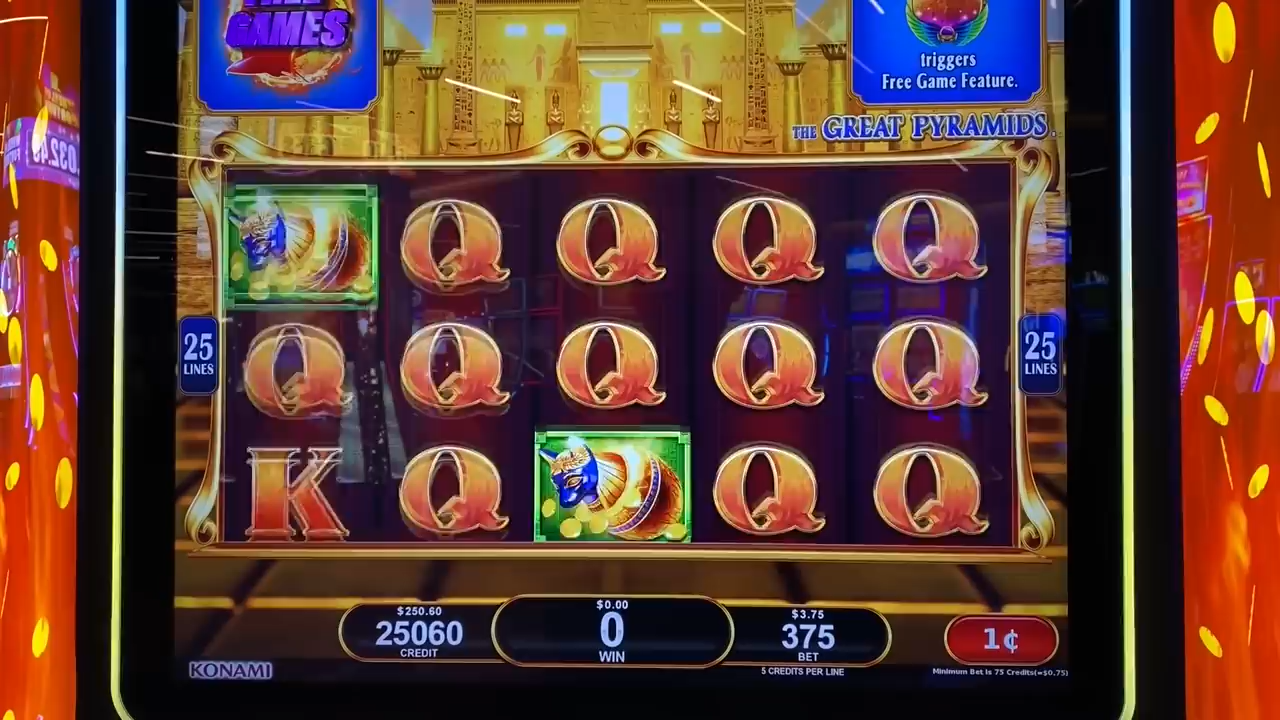 GAMES
triggers
Free Game Feature.
THE GREAT PYRAMIDS.
Q Q Q Q
25
LINES
Q Q Q Q Q
25
LINES
K Q Q Q
$250.60
25060
CREDIT
$0.00
0
WIN
$3.75
375
BET
5 CREDITS PER LINE
1¢
KONAMI
Minimum Bet is 75 Credits(=$0.75)